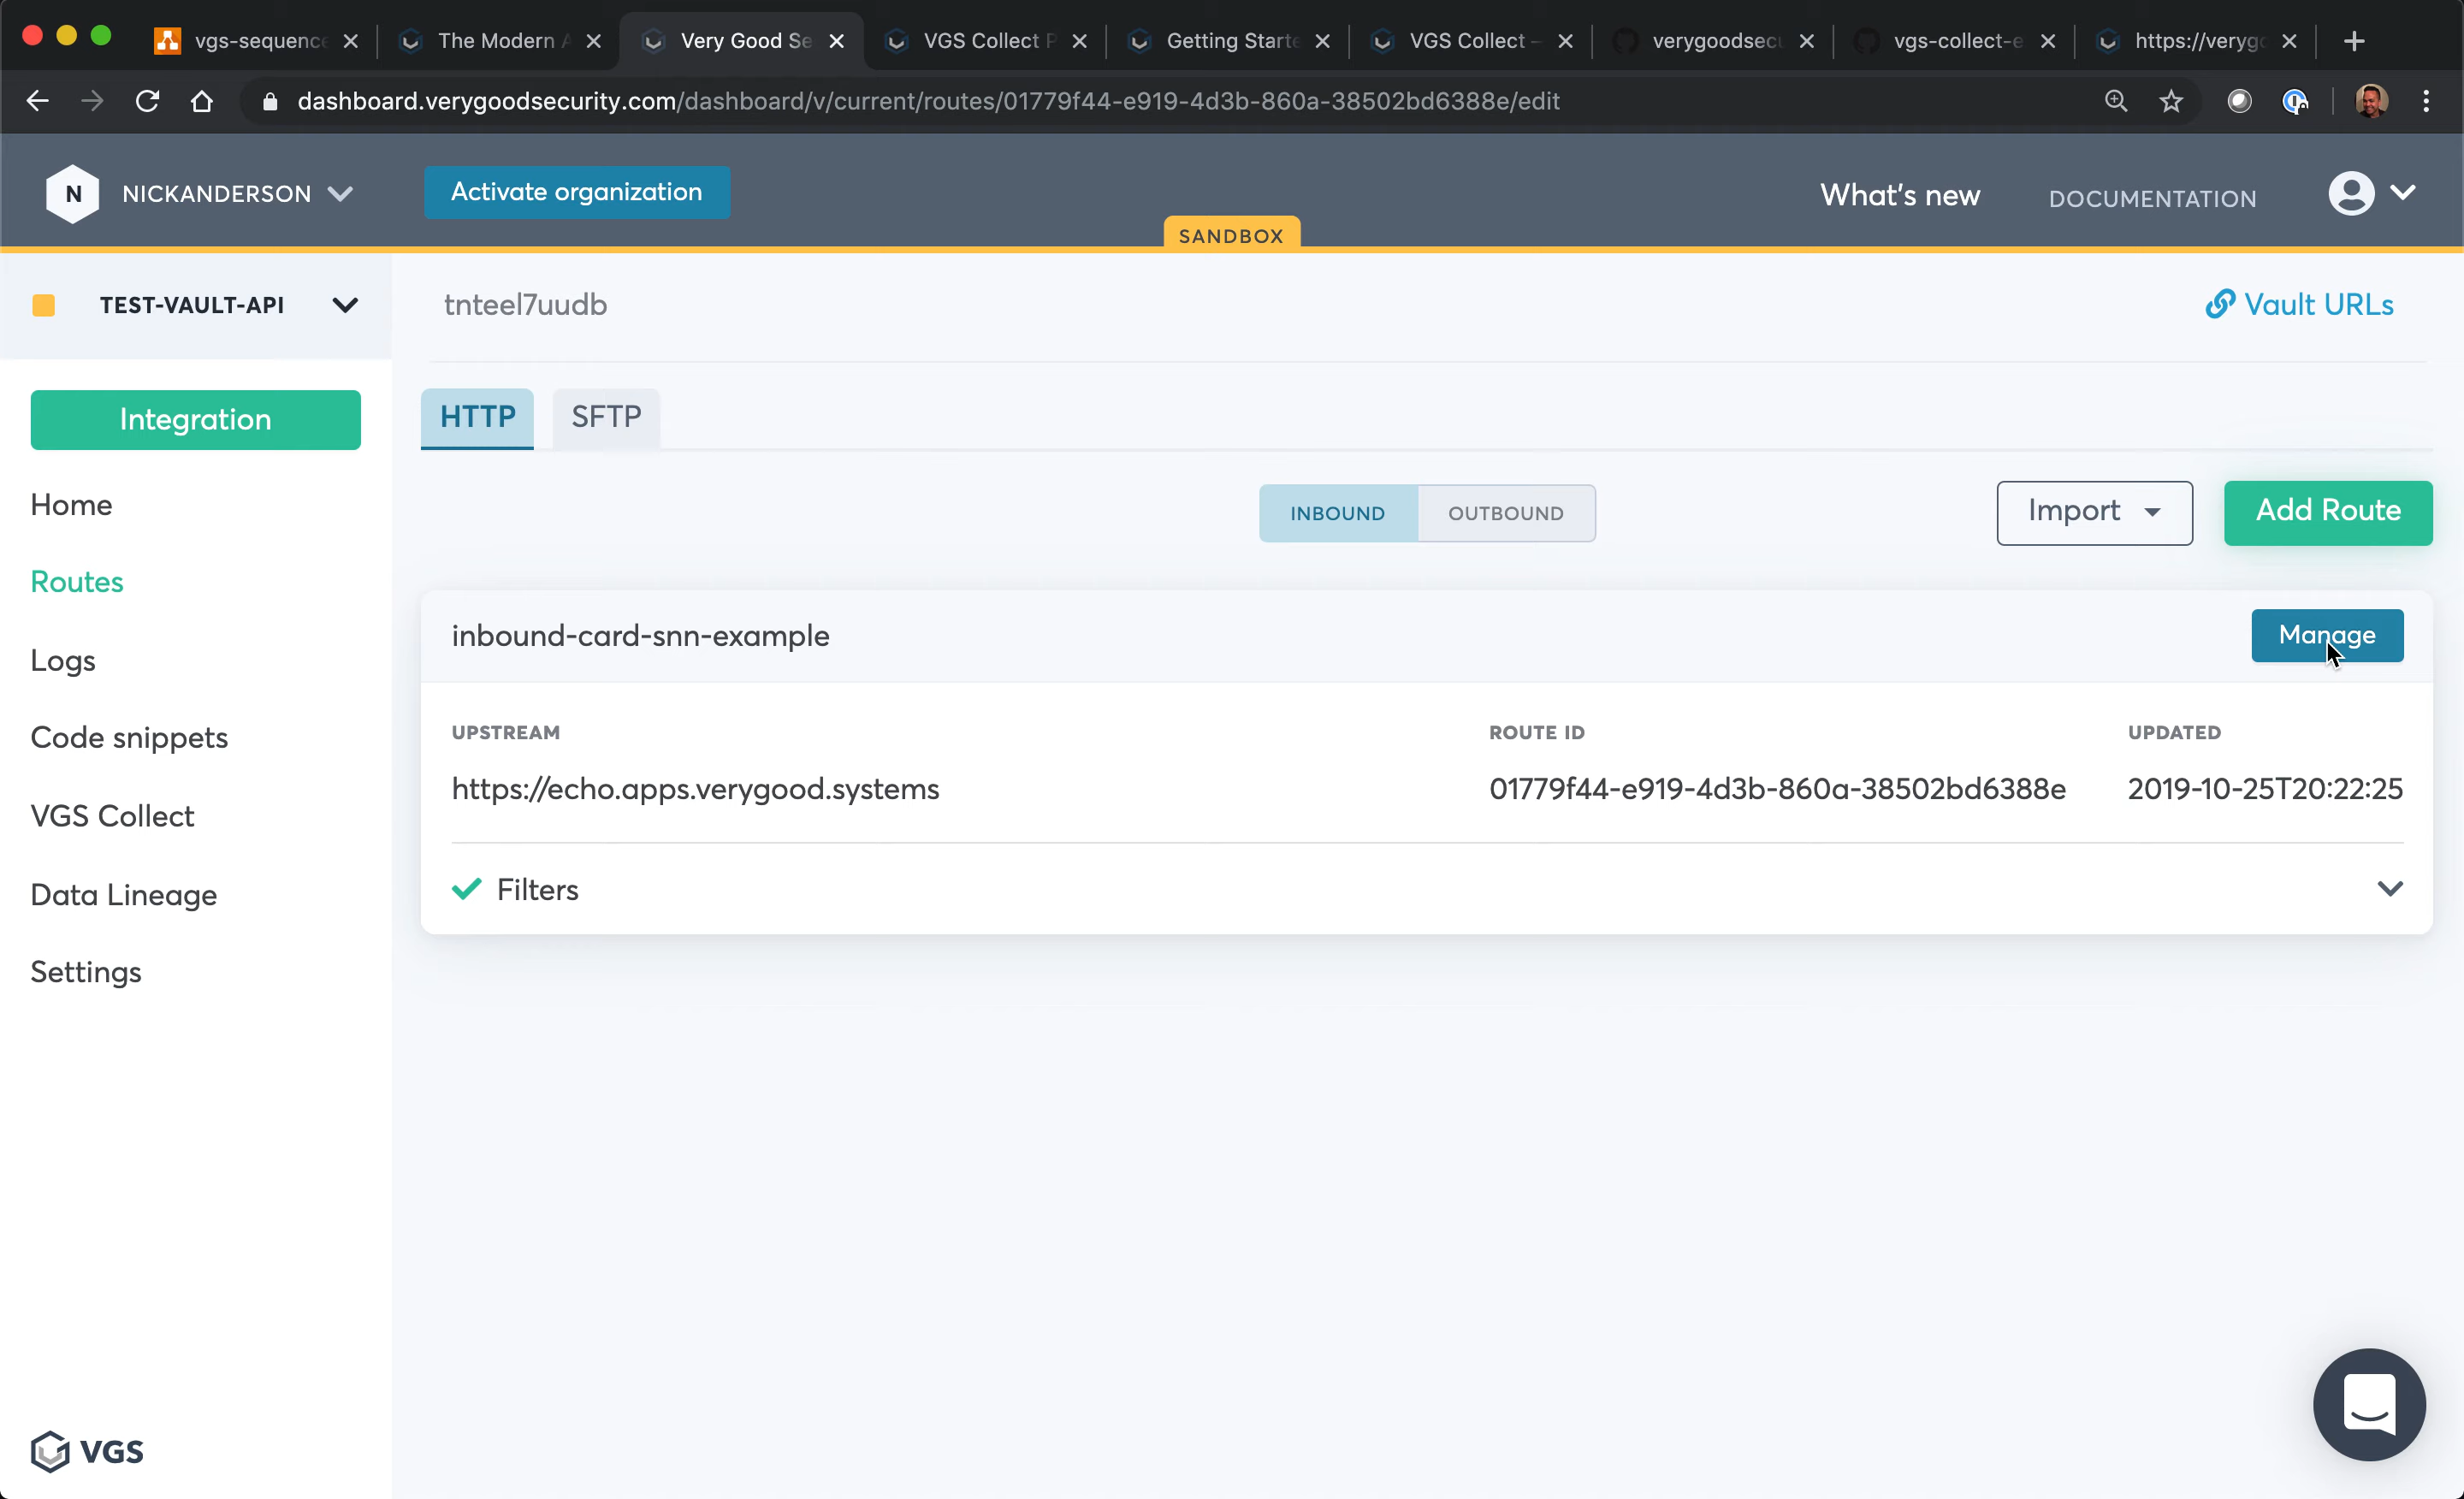 vgs-sequence
The Modern A
Very Good Se
VGS Collect P
Getting Starte
VGS Collect –
verygoodsecu
vgs-collect-e
https://verygo
dashboard.verygoodsecurity.com/dashboard/v/current/routes/01779f44-e919-4d3b-860a-38502bd6388e/edit
N
NICKANDERSON
Activate organization
What's new
DOCUMENTATION
SANDBOX
TEST-VAULT-API
tnteel7uudb
Vault URLs
Integration
HTTP
SFTP
Home
INBOUND
OUTBOUND
Import
Add Route
Routes
inbound-card-snn-example
Manage
Logs
Code snippets
UPSTREAM
ROUTE ID
UPDATED
https://echo.apps.verygood.systems
01779f44-e919-4d3b-860a-38502bd6388e
2019-10-25T20:22:25
VGS Collect
Data Lineage
Filters
Settings
VGS